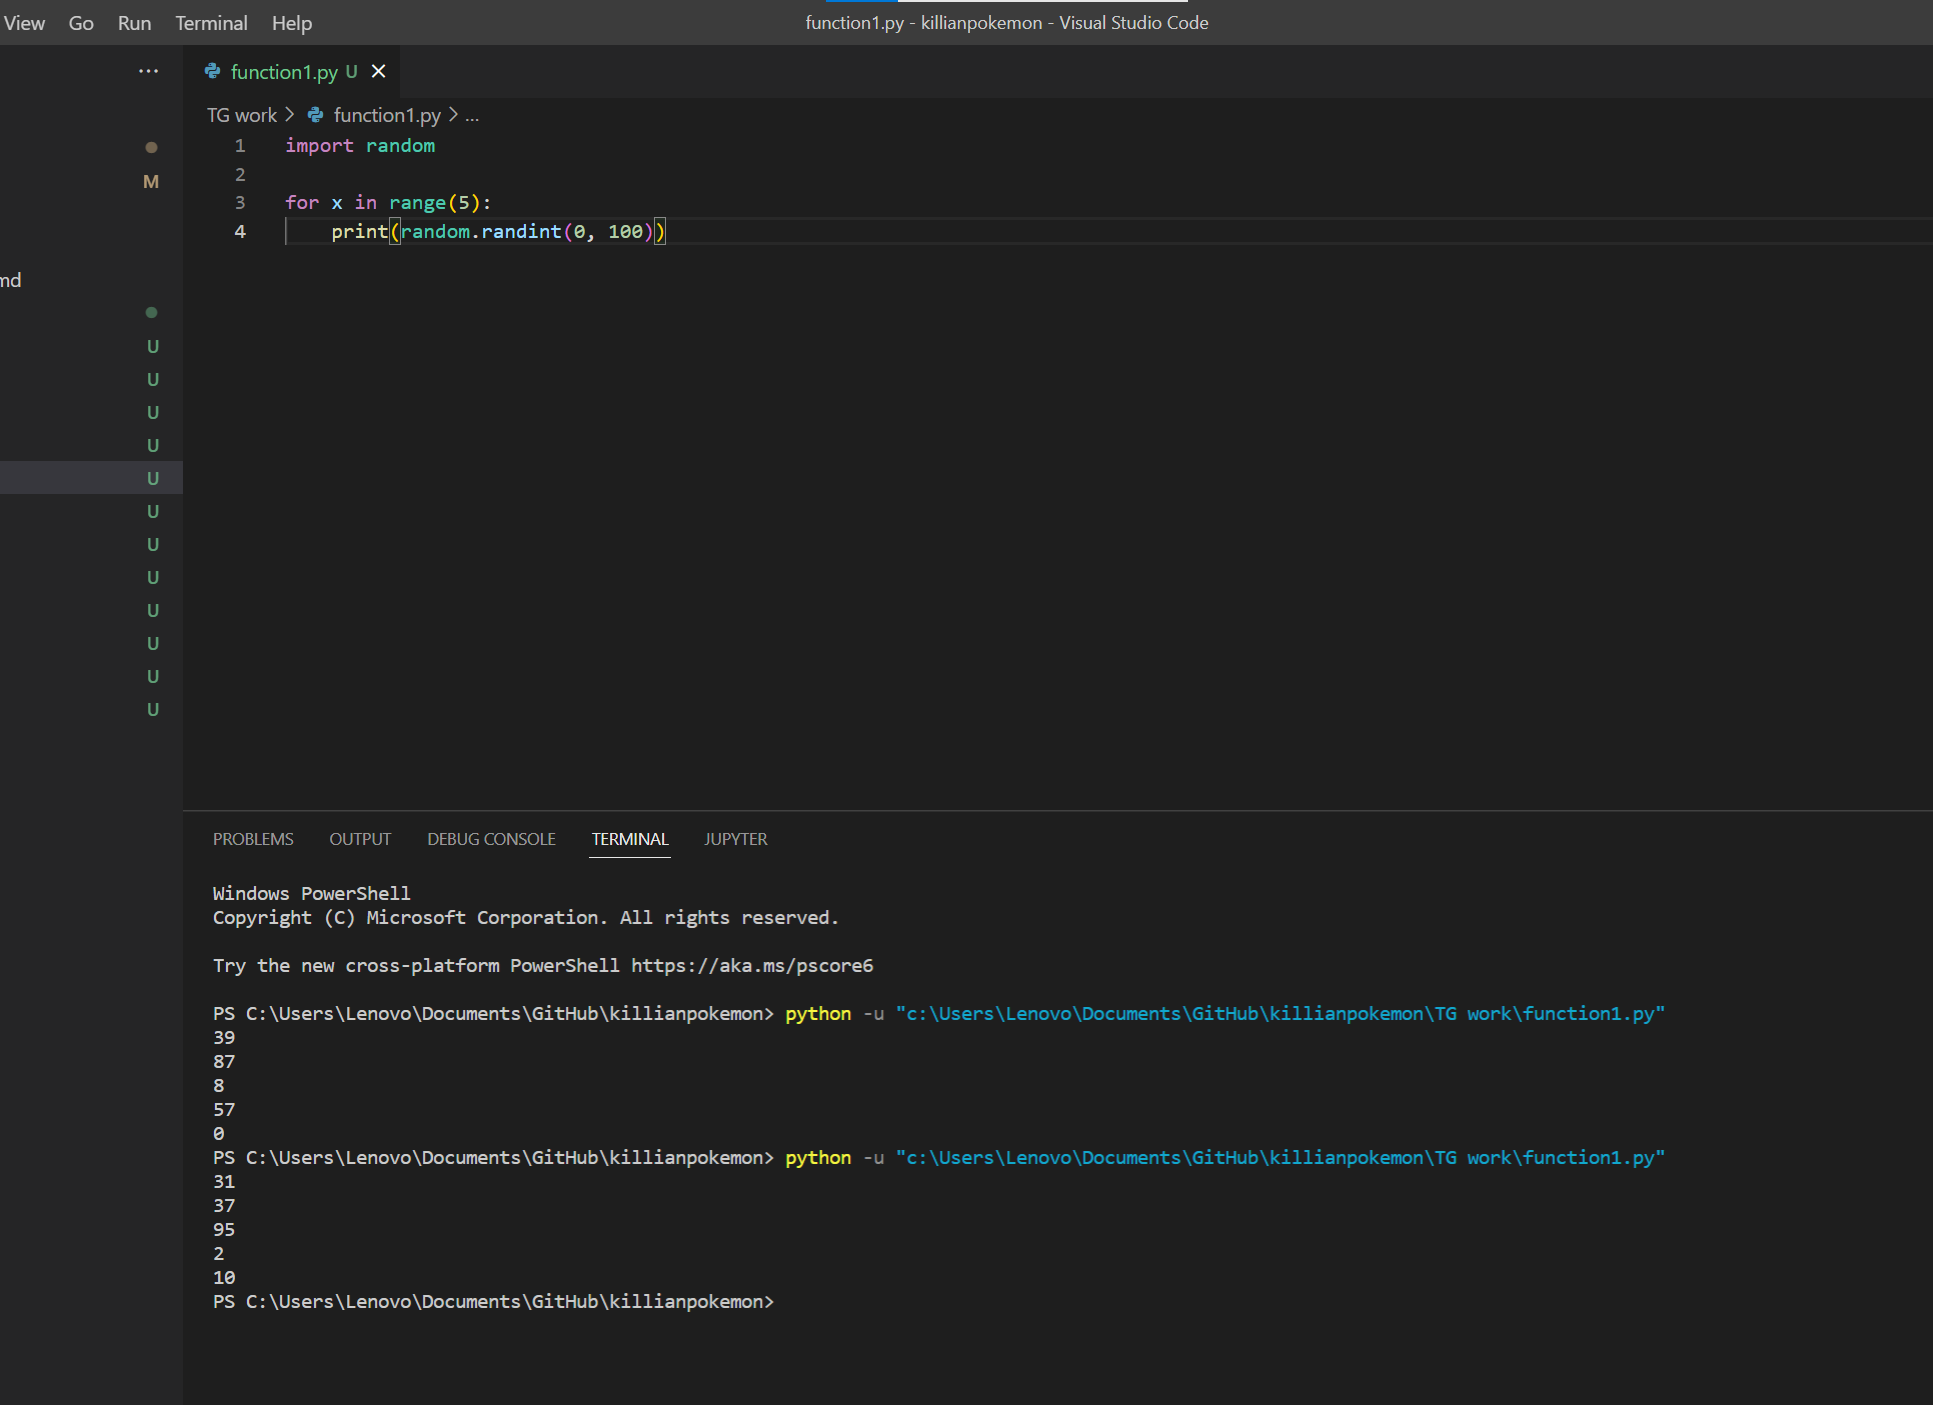 View Go Run Terminal Help function1.py - killianpokemon - Visual Studio Code
... function1.py U
TG work > function1.py > ...
1 import random
2
M
3 for x in range(5):
4     print(random.randint(0, 100))
md
U
U
U
U
U
U
U
U
U
U
U
U
PROBLEMS OUTPUT DEBUG CONSOLE TERMINAL JUPYTER
Windows PowerShell
Copyright (C) Microsoft Corporation. All rights reserved.
Try the new cross-platform PowerShell https://aka.ms/pscore6
PS C:\Users\Lenovo\Documents\GitHub\killianpokemon> python -u "c:\Users\Lenovo\Documents\GitHub\killianpokemon\TG work\function1.py"
39
87
8
57
0
PS C:\Users\Lenovo\Documents\GitHub\killianpokemon> python -u "c:\Users\Lenovo\Documents\GitHub\killianpokemon\TG work\function1.py"
31
37
95
2
10
PS C:\Users\Lenovo\Documents\GitHub\killianpokemon>